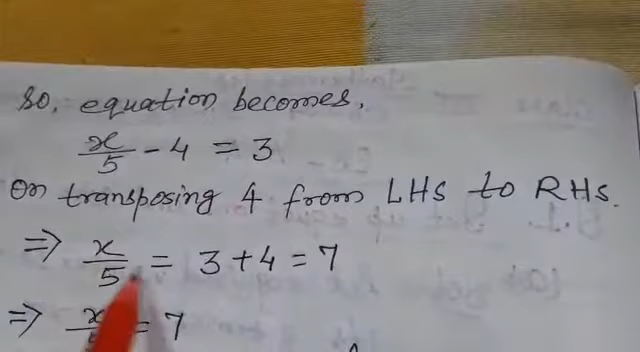 so, equation becomes,
x/5 - 4 = 3
on transposing 4 from LHS to RHS.
⇒ x/5 = 3 + 4 = 7
⇒ x = 7